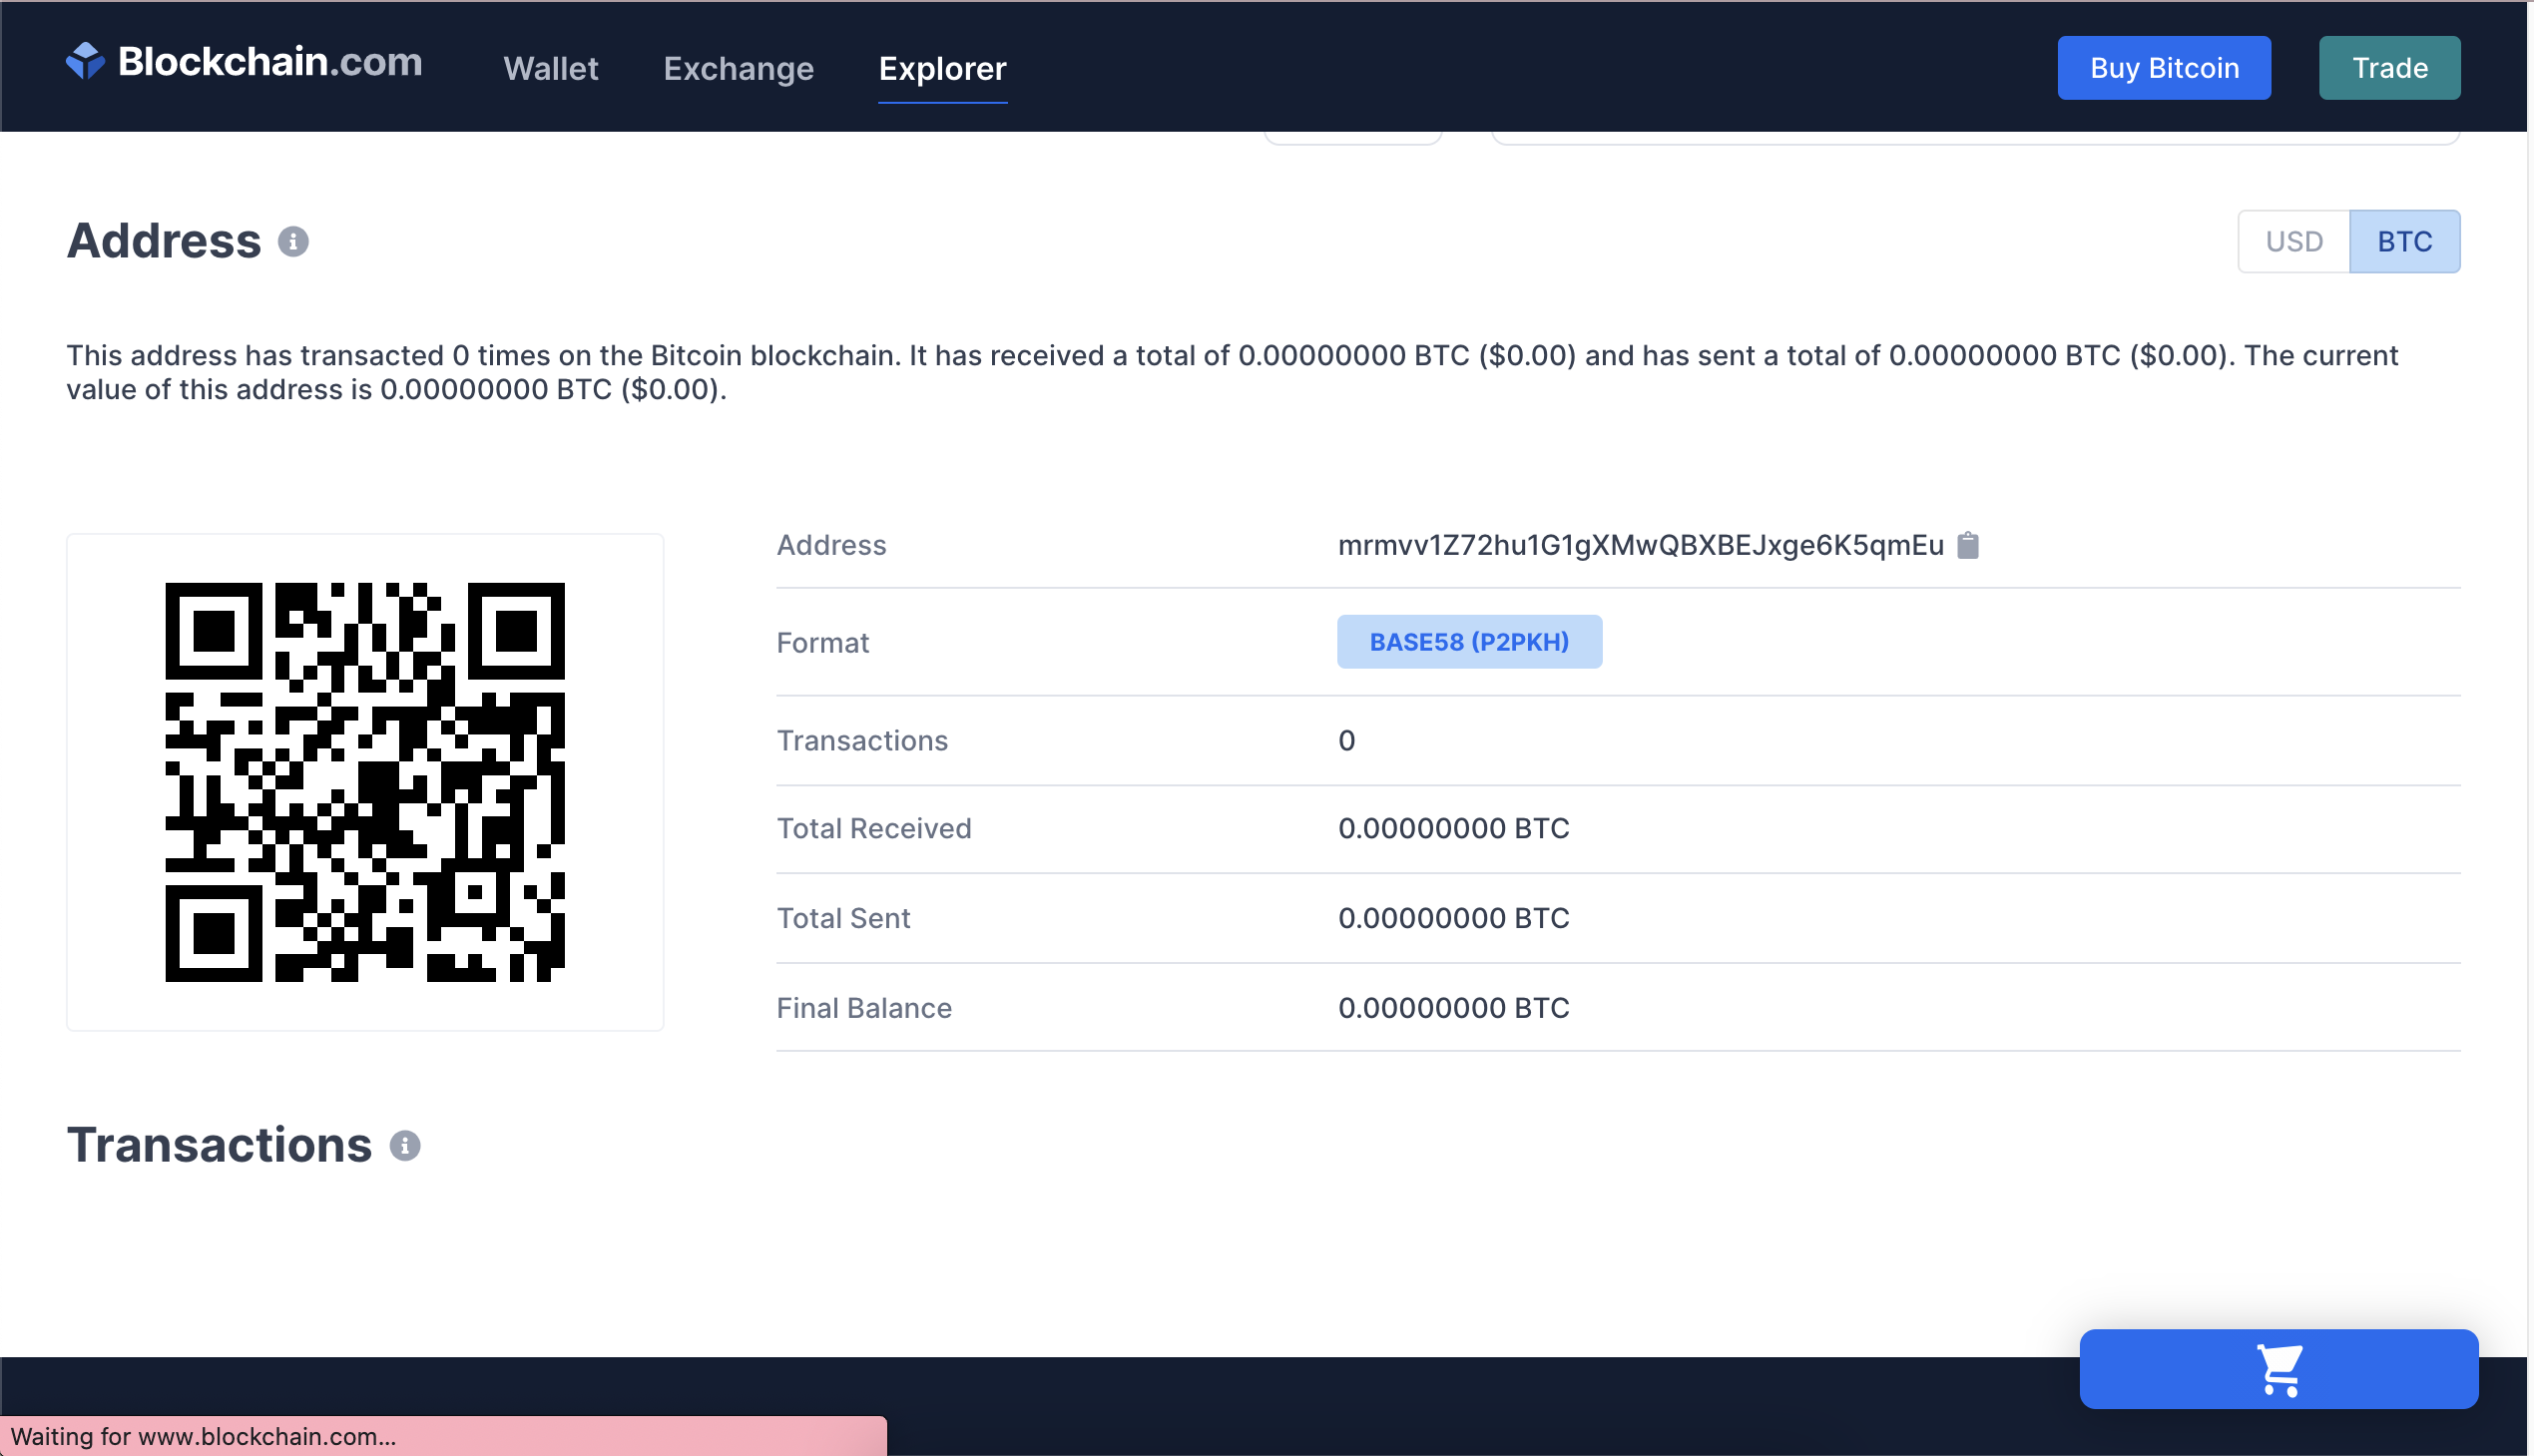 Blockchain.com Wallet Exchange Explorer Buy Bitcoin Trade
Address
USD BTC
This address has transacted 0 times on the Bitcoin blockchain. It has received a total of 0.00000000 BTC ($0.00) and has sent a total of 0.00000000 BTC ($0.00). The current
value of this address is 0.00000000 BTC ($0.00).
Address mrmvv1Z72hu1G1gXMwQBXBEJxge6K5qmEu
Format BASE58 (P2PKH)
Transactions 0
Total Received 0.00000000 BTC
Total Sent 0.00000000 BTC
Final Balance 0.00000000 BTC
Transactions
Waiting for www.blockchain.com...